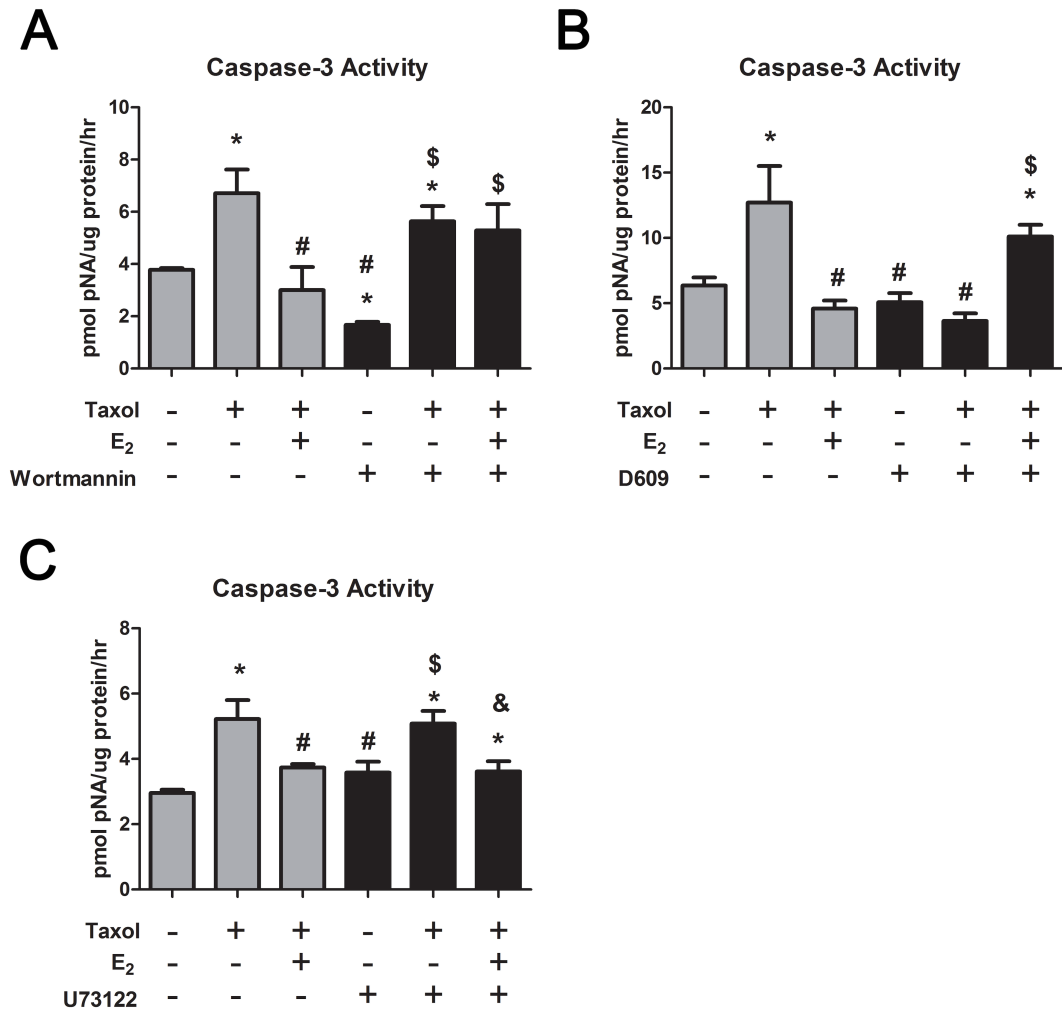 A
Caspase-3 Activity
pmol pNA/ug protein/hr
10
8
6
4
2
0
*
#
#
*
$
*
$
Taxol - + + - + +
E₂ - - + - - +
Wortmannin - - - + + +
B
Caspase-3 Activity
pmol pNA/ug protein/hr
20
15
10
5
0
*
#
#
#
$
*
Taxol - + + - + +
E₂ - - + - - +
D609 - - - + + +
C
Caspase-3 Activity
pmol pNA/ug protein/hr
8
6
4
2
0
*
#
#
$
*
&
*
Taxol - + + - + +
E₂ - - + - - +
U73122 - - - + + +